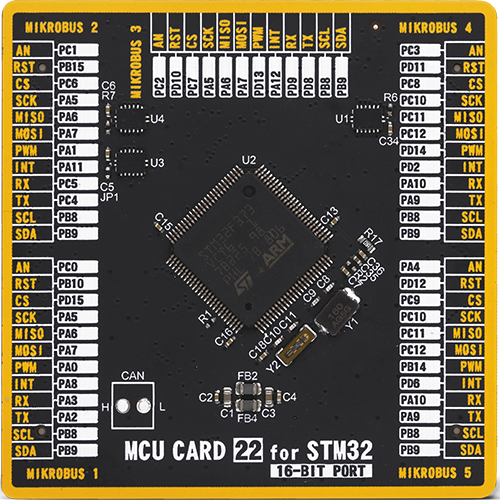 MIKROBUS 2
AN PC1
RST PB15
CS PC6
SCK PA5
MISO PA6
MOSI PA7
PWM PA1
INT PA11
RX PC5
TX PC4
SCL PB8
SDA PB9
MIKROBUS 3
AN RST CS SCK MISO MOSI PWM INT RX TX SCL SDA
PC2 PD10 PC7 PA5 PA6 PA7 PD13 PA12 PD9 PD8 PB8 PB9
MIKROBUS 4
PC3 AN
PD11 RST
PC8 CS
PC10 SCK
PC11 MISO
PC12 MOSI
PD14 PWM
PD2 INT
PA10 RX
PA9 TX
PB8 SCL
PB9 SDA
C6
R7
U4
U3
C5
JP1
U1
R6
C34
U2
C15
C13
ST
ARM
R17
C8
C9
Y1
R1
C16
C18
C10
C11
Y2
AN PC0
RST PB10
CS PD15
SCK PA5
MISO PA6
MOSI PA7
PWM PA0
INT PA8
RX PA3
TX PA2
SCL PB8
SDA PB9
MIKROBUS 1
PA4 AN
PD12 RST
PC9 CS
PC10 SCK
PC11 MISO
PC12 MOSI
PB14 PWM
PD6 INT
PA10 RX
PA9 TX
PB8 SCL
PB9 SDA
MIKROBUS 5
CAN
H L
FB2
C2 C4
C1 C3
FB4
MCU CARD 22 for STM32
16-BIT PORT